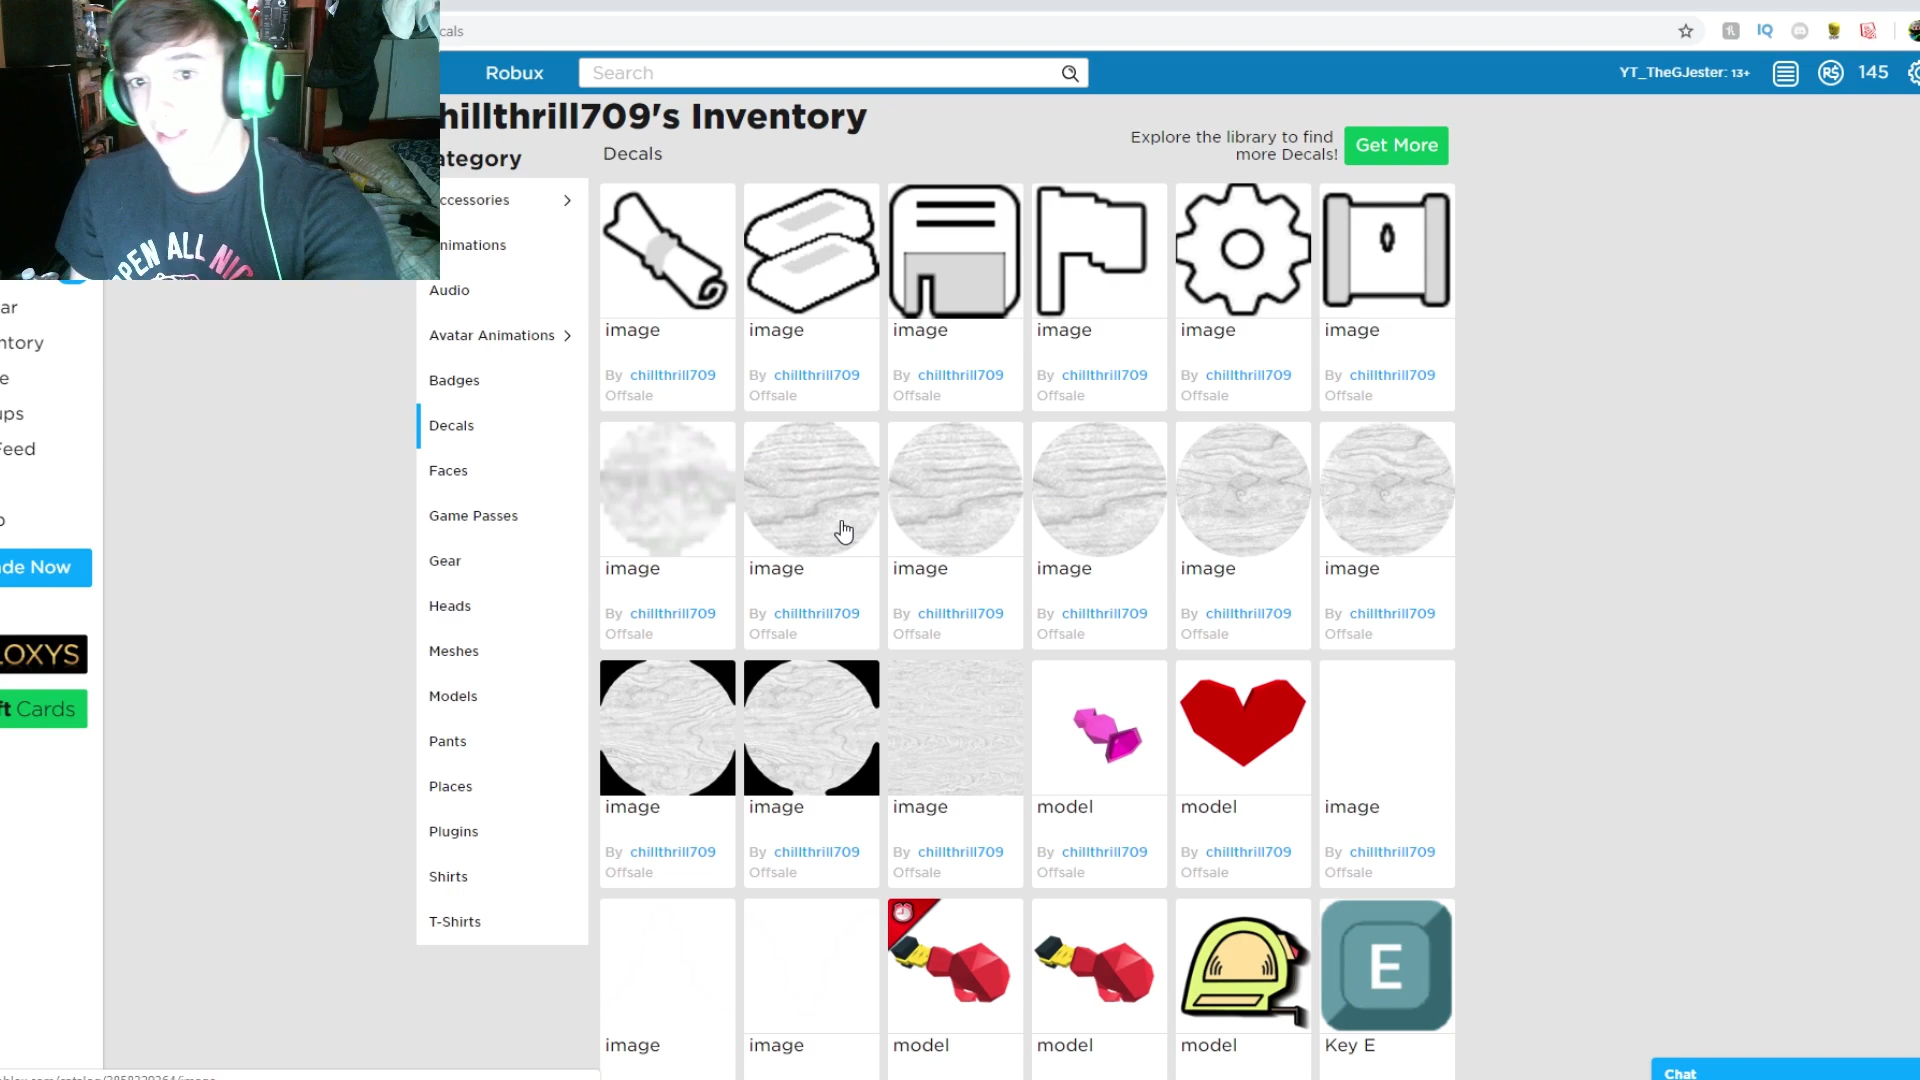 cals
Robux
Search
YT_TheGJester: 13+
145
hillthrill709's Inventory
Explore the library to find
more Decals!
Get More
ategory
Decals
ccessories
nimations
Audio
Avatar Animations
Badges
Decals
Faces
Game Passes
Gear
Heads
Meshes
Models
Pants
Places
Plugins
Shirts
T-Shirts
image image image image image image
By chillthrill709 By chillthrill709 By chillthrill709 By chillthrill709 By chillthrill709 By chillthrill709
Offsale Offsale Offsale Offsale Offsale Offsale
image image image image image image
By chillthrill709 By chillthrill709 By chillthrill709 By chillthrill709 By chillthrill709 By chillthrill709
Offsale Offsale Offsale Offsale Offsale Offsale
image image image model model image
By chillthrill709 By chillthrill709 By chillthrill709 By chillthrill709 By chillthrill709 By chillthrill709
Offsale Offsale Offsale Offsale Offsale Offsale
E
image image model model model Key E
OPEN ALL NIG
ar
ntory
e
ups
Feed
p
de Now
LOXYS
ft Cards
Chat